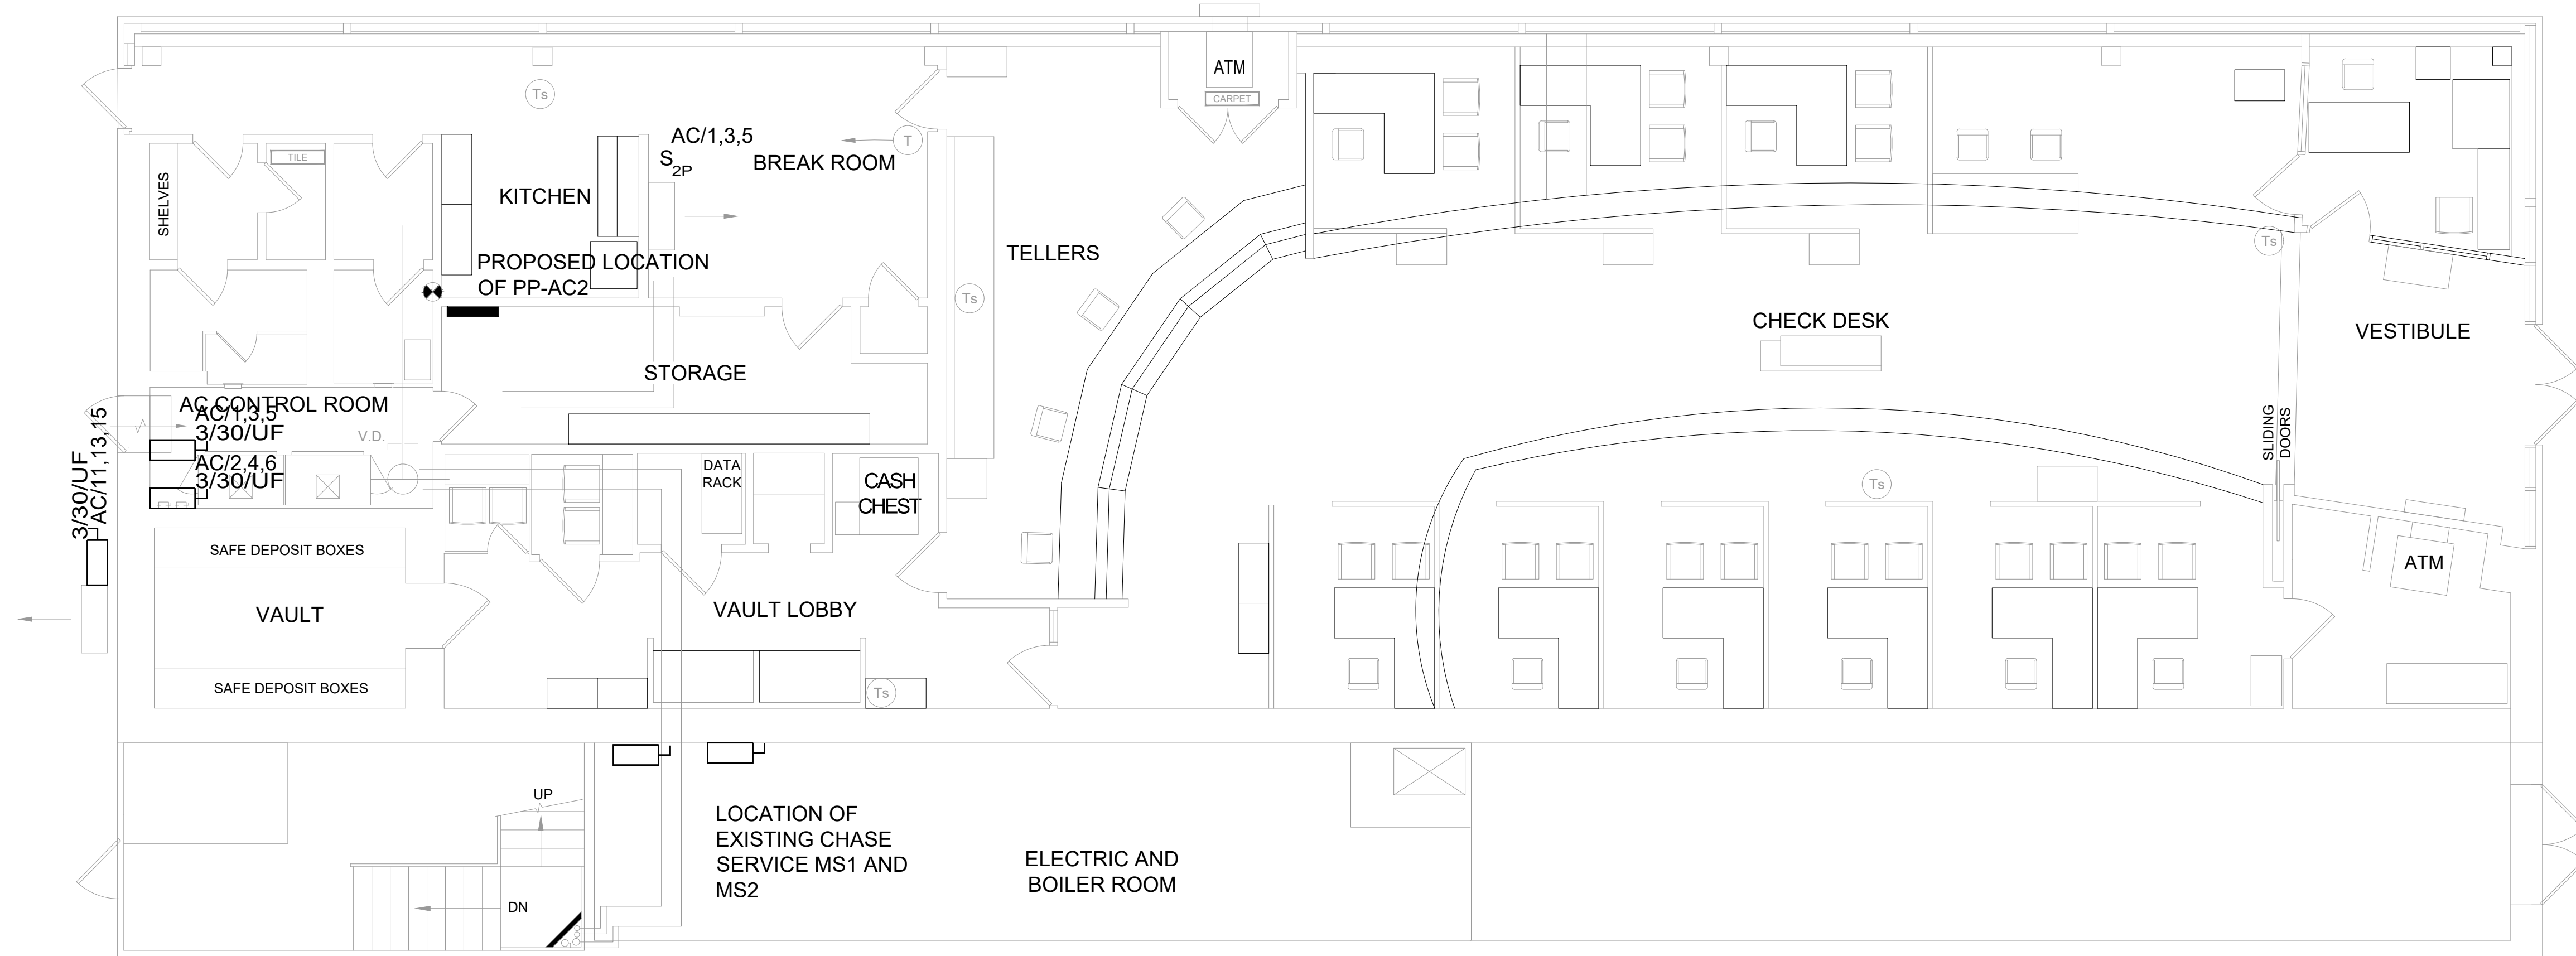 ATM
CARPET
Ts
AC/1,3,5
S2P
T
BREAK ROOM
TILE
SHELVES
KITCHEN
TELLERS
Ts
PROPOSED LOCATION
OF PP-AC2
Ts
CHECK DESK
VESTIBULE
STORAGE
AC CONTROL ROOM
AC/1,3,5
3/30/UF
V.D.
AC/2,4,6
3/30/UF
3/30/UF
AC/11,13,15
DATA
RACK
CASH
CHEST
SLIDING
DOORS
Ts
SAFE DEPOSIT BOXES
ATM
VAULT
VAULT LOBBY
SAFE DEPOSIT BOXES
Ts
UP
LOCATION OF
EXISTING CHASE
SERVICE MS1 AND
MS2
ELECTRIC AND
BOILER ROOM
DN